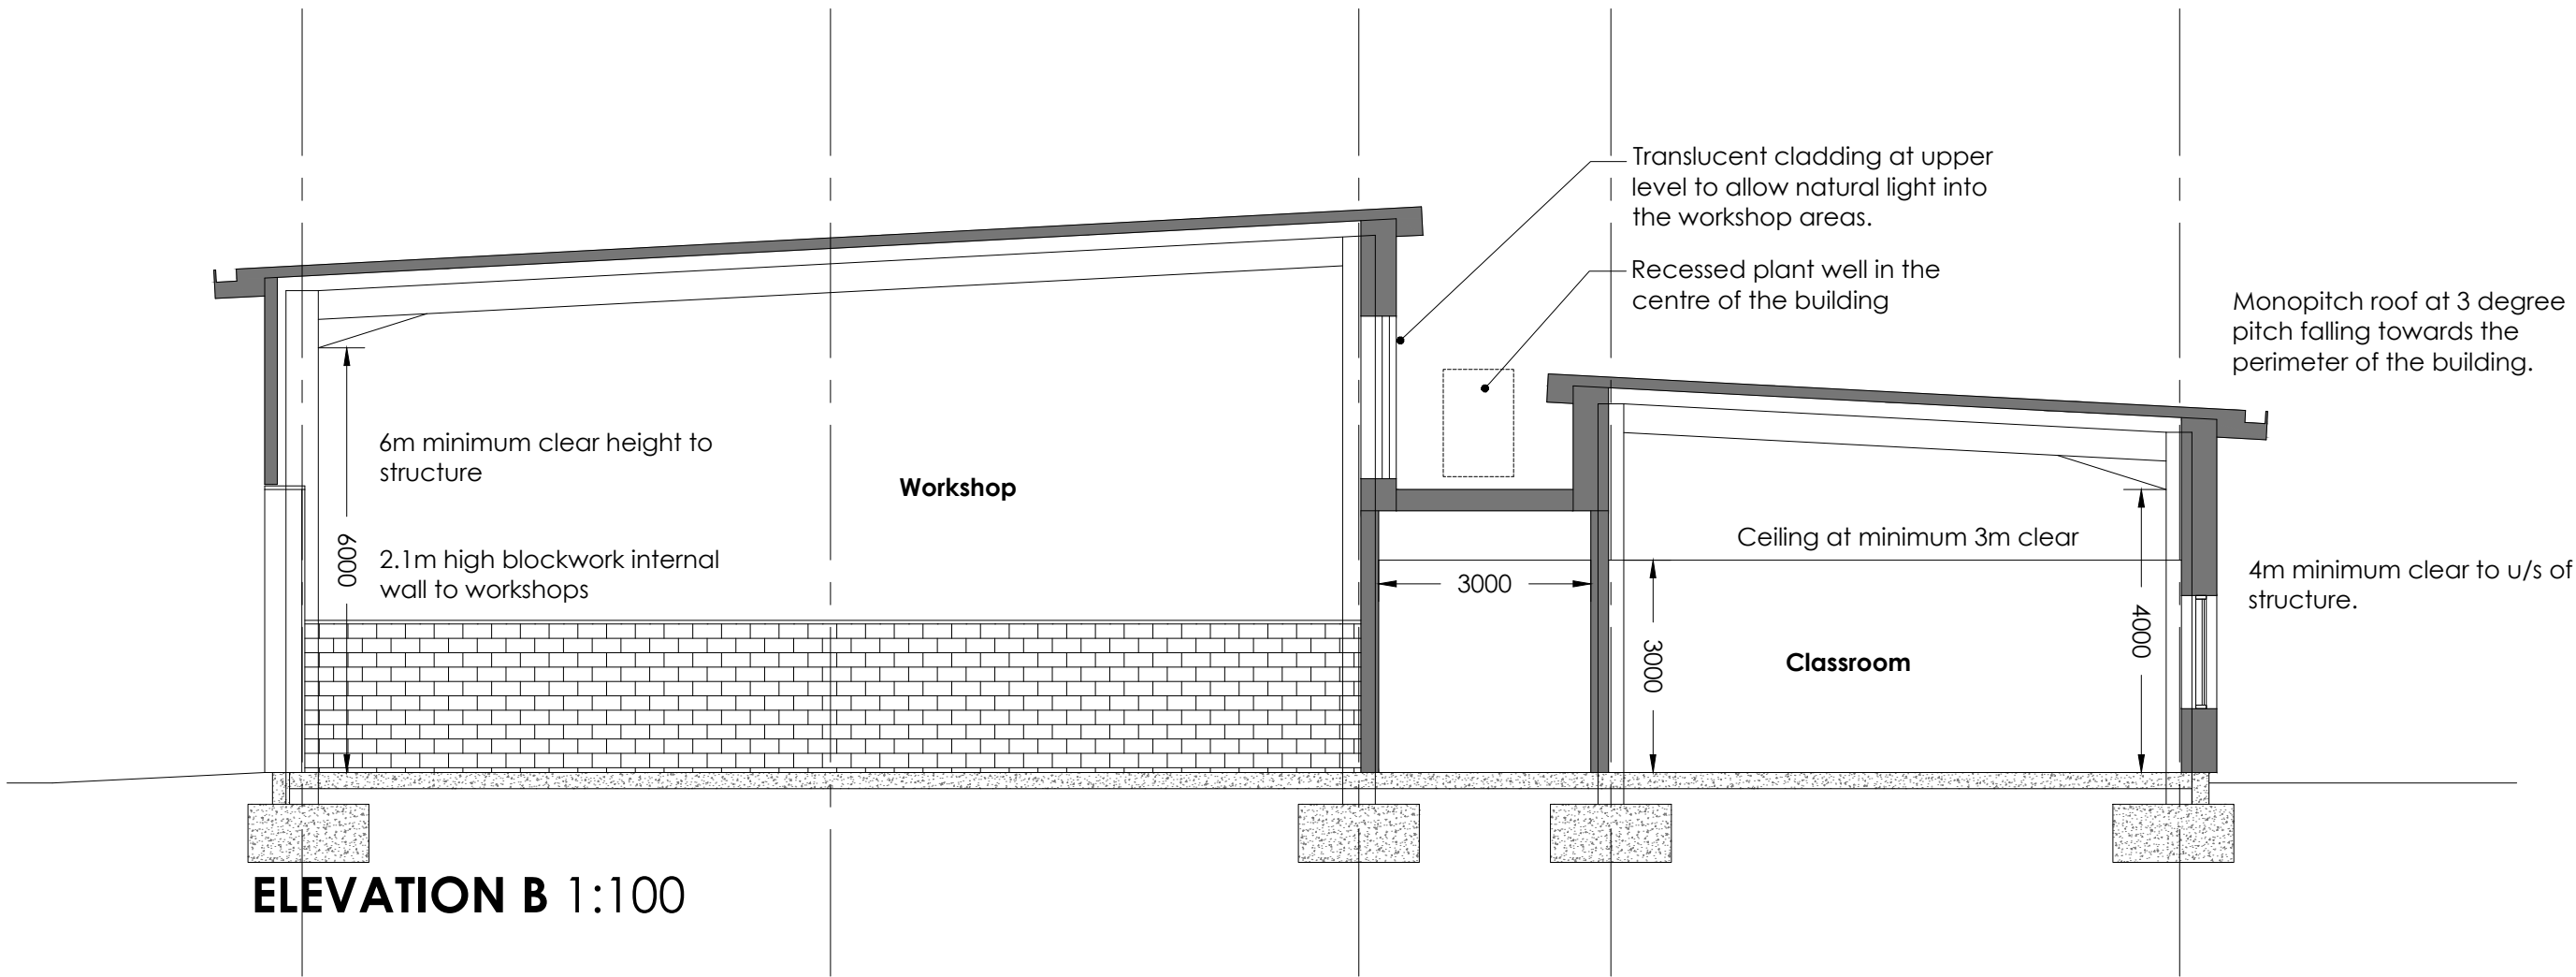 Translucent cladding at upper
level to allow natural light into
the workshop areas.
Recessed plant well in the
centre of the building
Monopitch roof at 3 degree
pitch falling towards the
perimeter of the building.
6m minimum clear height to
structure
Workshop
6000
2.1m high blockwork internal
wall to workshops
Ceiling at minimum 3m clear
3000
4m minimum clear to u/s of
structure.
3000
Classroom
4000
ELEVATION B 1:100